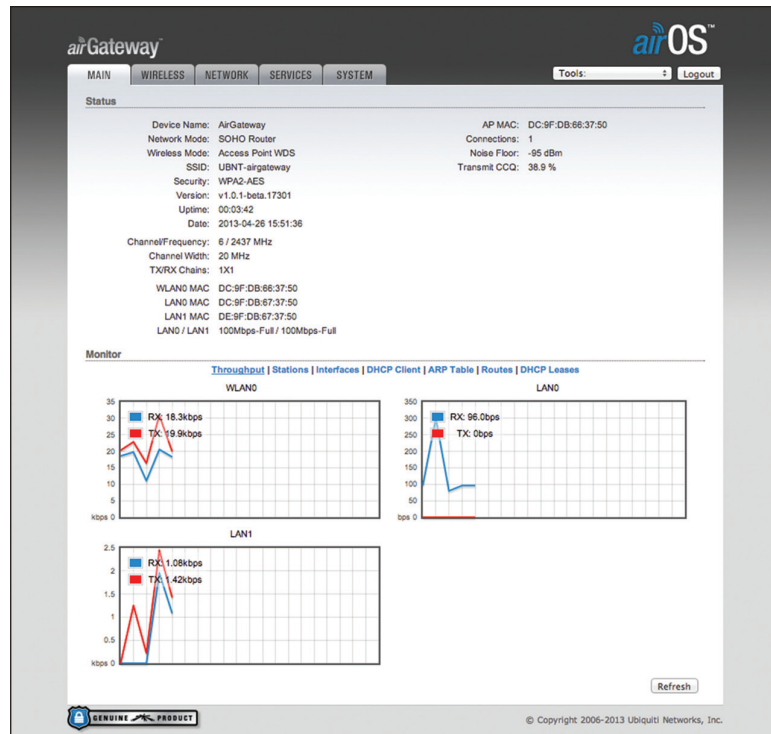 airGateway™
airOS™
MAIN WIRELESS NETWORK SERVICES SYSTEM Tools: Logout
Status
Device Name: AirGateway
Network Mode: SOHO Router
Wireless Mode: Access Point WDS
SSID: UBNT-airgateway
Security: WPA2-AES
Version: v1.0.1-beta.17301
Uptime: 00:03:42
Date: 2013-04-26 15:51:36
Channel/Frequency: 6 / 2437 MHz
Channel Width: 20 MHz
TX/RX Chains: 1X1
WLAN0 MAC DC:9F:DB:66:37:50
LAN0 MAC DC:9F:DB:67:37:50
LAN1 MAC DE:9F:DB:67:37:50
LAN0 / LAN1 100Mbps-Full / 100Mbps-Full
AP MAC: DC:9F:DB:66:37:50
Connections: 1
Noise Floor: -95 dBm
Transmit CCQ: 38.9 %
Monitor
Throughput | Stations | Interfaces | DHCP Client | ARP Table | Routes | DHCP Leases
WLAN0
35
30
25
20
15
10
5
kbps 0
RX: 18.3kbps
TX: 19.9kbps
LAN0
350
300
250
200
150
100
50
bps 0
RX: 96.0bps
TX: 0bps
LAN1
2.5
2
1.5
1
0.5
kbps 0
RX: 1.08kbps
TX: 1.42kbps
Refresh
GENUINE PRODUCT
© Copyright 2006-2013 Ubiquiti Networks, Inc.